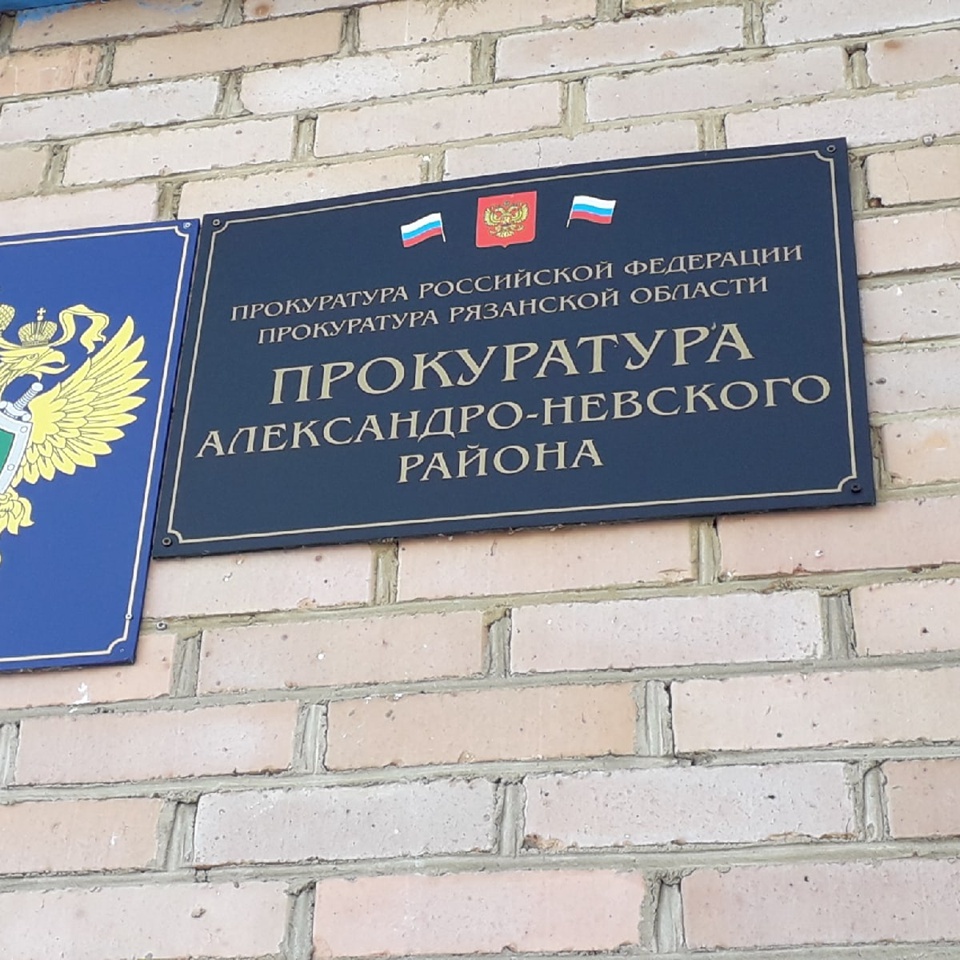 ПРОКУРАТУРА РОССИЙСКОЙ ФЕДЕРАЦИИ
ПРОКУРАТУРА РЯЗАНСКОЙ ОБЛАСТИ
ПРОКУРАТУРА
АЛЕКСАНДРО-НЕВСКОГО
РАЙОНА